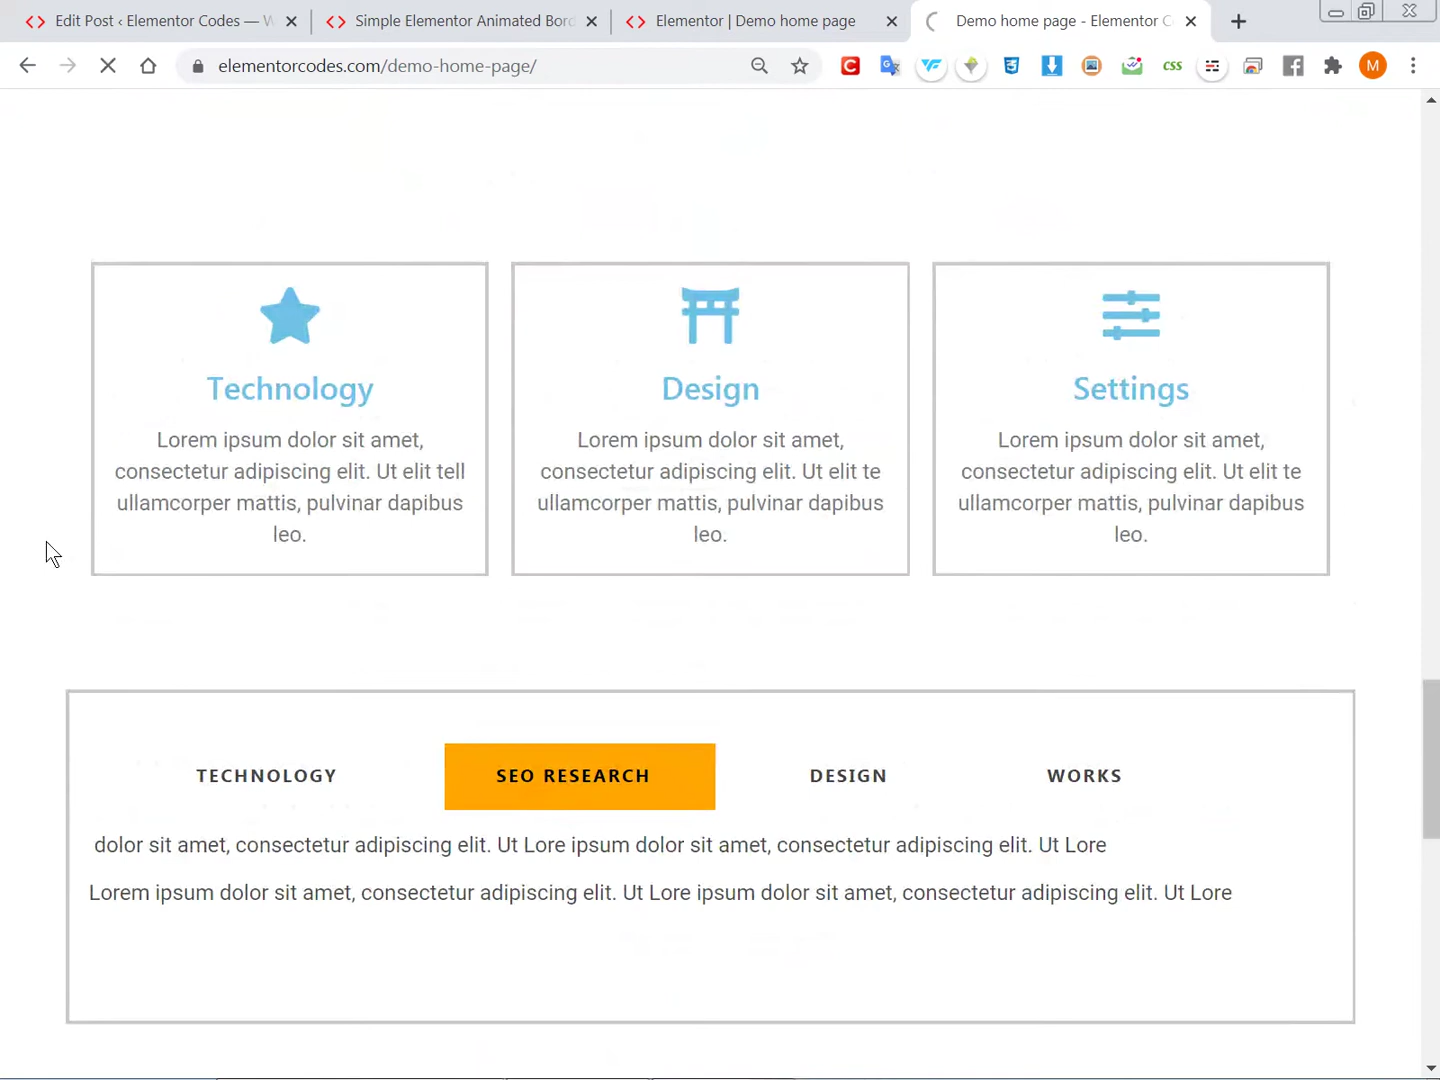 Edit Post ‹ Elementor Codes — W
Simple Elementor Animated Bord
Elementor | Demo home page
Demo home page - Elementor C
elementorcodes.com/demo-home-page/
C
css
M
Technology
Lorem ipsum dolor sit amet,
consectetur adipiscing elit. Ut elit tell
ullamcorper mattis, pulvinar dapibus
leo.
Design
Lorem ipsum dolor sit amet,
consectetur adipiscing elit. Ut elit te
ullamcorper mattis, pulvinar dapibus
leo.
Settings
Lorem ipsum dolor sit amet,
consectetur adipiscing elit. Ut elit te
ullamcorper mattis, pulvinar dapibus
leo.
TECHNOLOGY SEO RESEARCH DESIGN WORKS
dolor sit amet, consectetur adipiscing elit. Ut Lore ipsum dolor sit amet, consectetur adipiscing elit. Ut Lore
Lorem ipsum dolor sit amet, consectetur adipiscing elit. Ut Lore ipsum dolor sit amet, consectetur adipiscing elit. Ut Lore